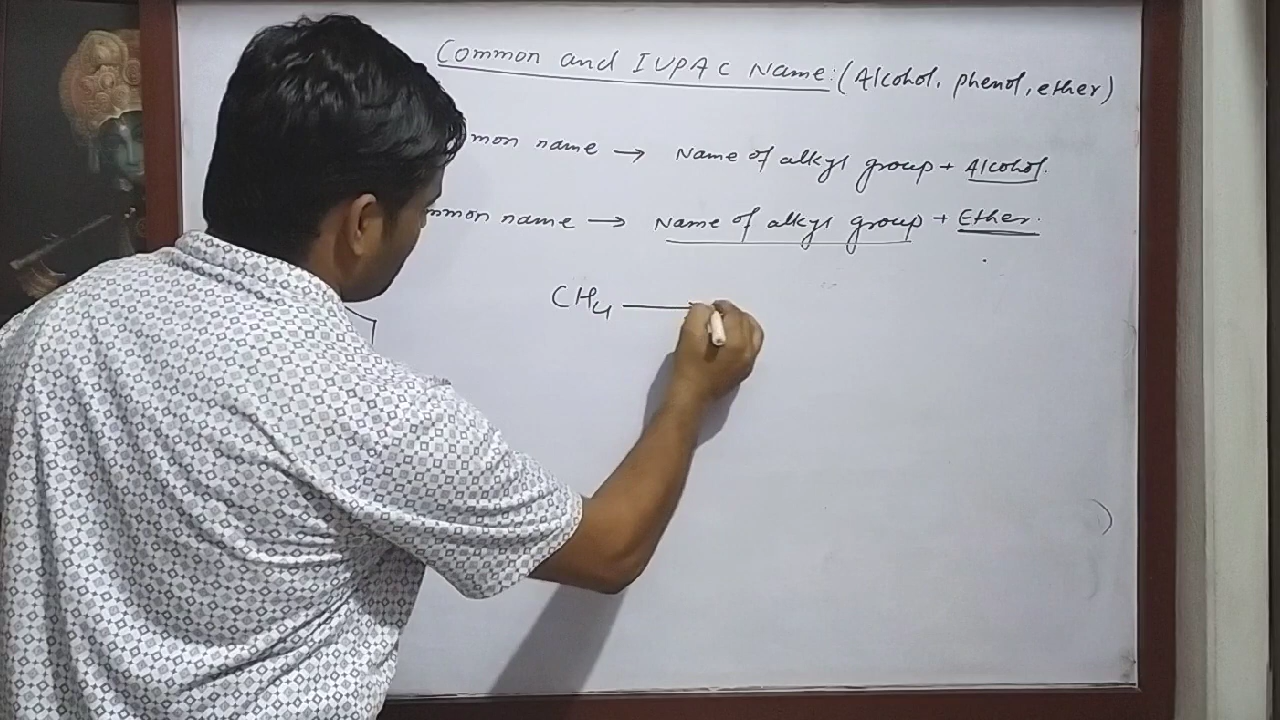 Common and IUPAC Name:(Alcohol, phenol, ether)
mon name → Name of alkyl group + Alcohol.
mmon name → Name of alkyl group + Ether.
CH4